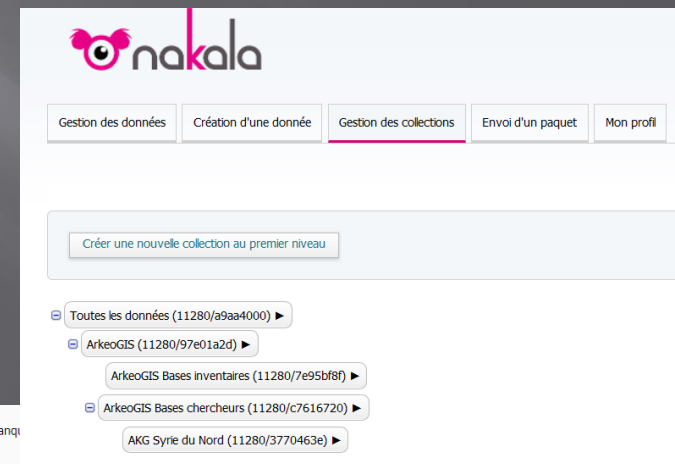 nakala
Gestion des données Création d'une donnée Gestion des collections Envoi d'un paquet Mon profil
Créer une nouvelle collection au premier niveau
Toutes les données (11280/a9aa4000) ►
ArkeoGIS (11280/97e01a2d) ►
ArkeoGIS Bases inventaires (11280/7e95bf8f) ►
ArkeoGIS Bases chercheurs (11280/c7616720) ►
AKG Syrie du Nord (11280/3770463e) ►